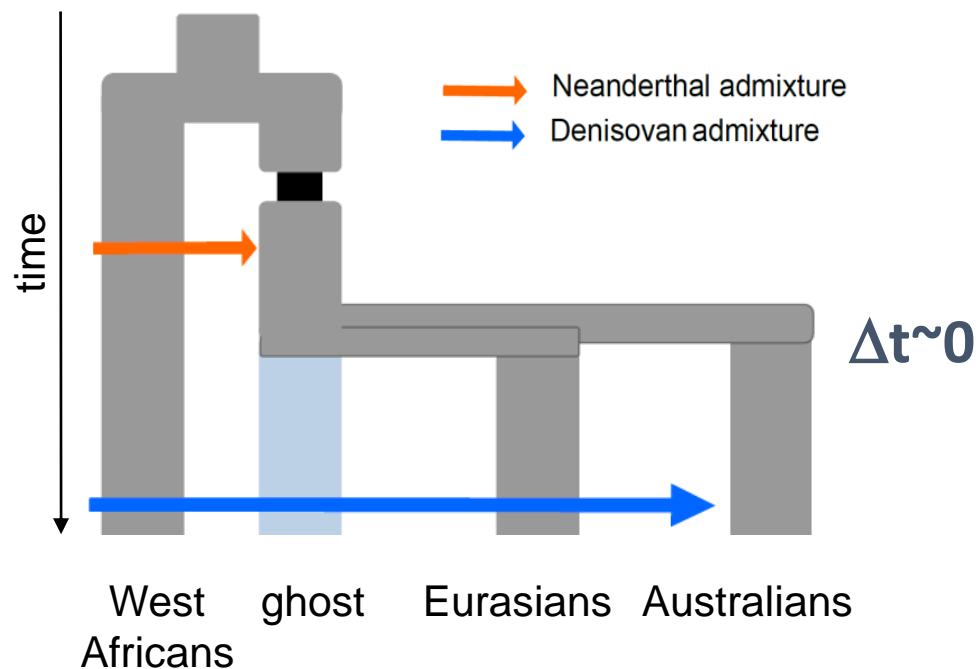 Neanderthal admixture
Denisovan admixture
time
Δt~0
West Africans
ghost
Eurasians
Australians